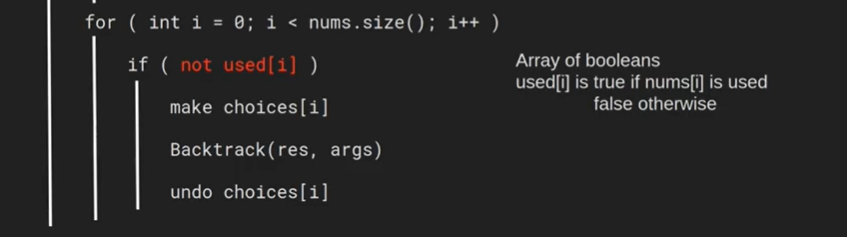 for ( int i = 0; i < nums.size(); i++ )
if ( not used[i] )
Array of booleans
used[i] is true if nums[i] is used
false otherwise
make choices[i]
Backtrack(res, args)
undo choices[i]